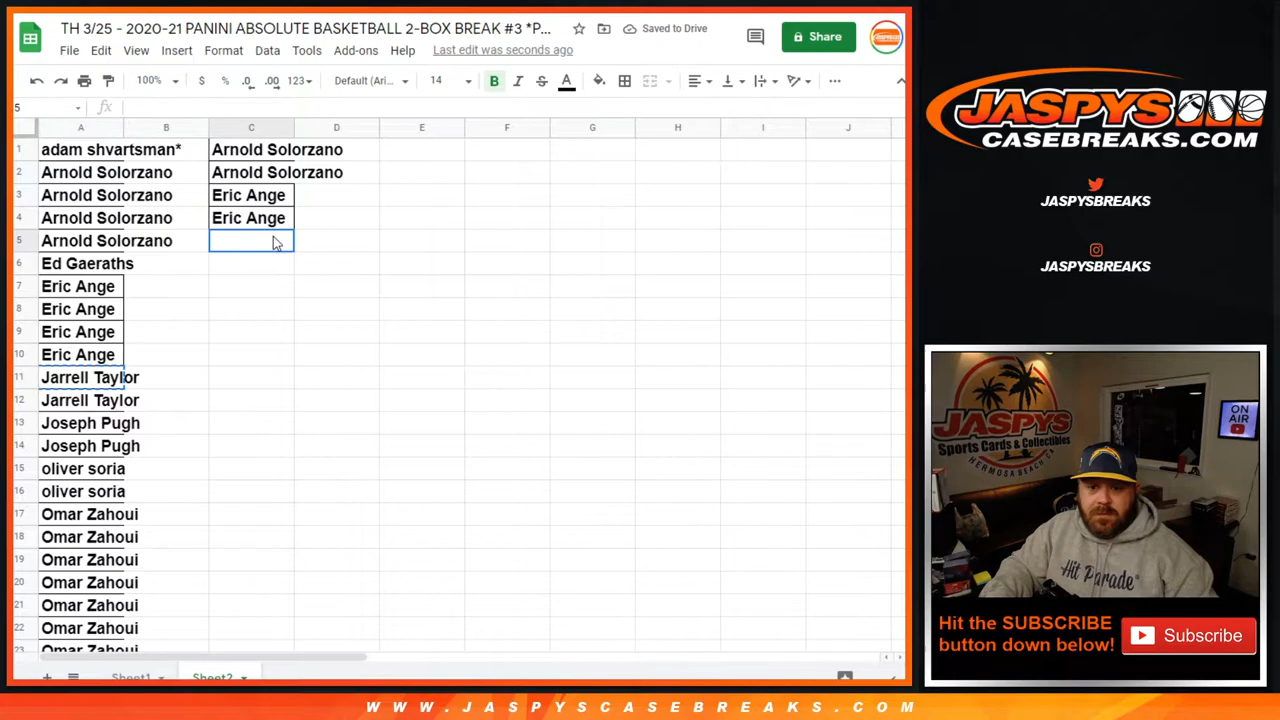 TH 3/25 - 2020-21 PANINI ABSOLUTE BASKETBALL 2-BOX BREAK #3 *P...
Saved to Drive
Share
File Edit View Insert Format Data Tools Add-ons Help Last edit was seconds ago
100% $ % .0 .00 123 Default (Ari... 14 B I S A
5 fx
A B C D E F G H I J
1 adam shvartsman* Arnold Solorzano
2 Arnold Solorzano Arnold Solorzano
3 Arnold Solorzano Eric Ange
4 Arnold Solorzano Eric Ange
5 Arnold Solorzano
6 Ed Gaeraths
7 Eric Ange
8 Eric Ange
9 Eric Ange
10 Eric Ange
11 Jarrell Taylor
12 Jarrell Taylor
13 Joseph Pugh
14 Joseph Pugh
15 oliver soria
16 oliver soria
17 Omar Zahoui
18 Omar Zahoui
19 Omar Zahoui
20 Omar Zahoui
21 Omar Zahoui
22 Omar Zahoui
23 Omar Zahoui
Sheet1 Sheet2
JASPYS
CASEBREAKS.COM
JASPYSBREAKS
JASPYSBREAKS
JASPYS
Sports Cards & Collectibles
HERMOSA BEACH CA
ON
AIR
Hit Parade
Hit the SUBSCRIBE
button down below!
Subscribe
WWW.JASPYSCASEBREAKS.COM